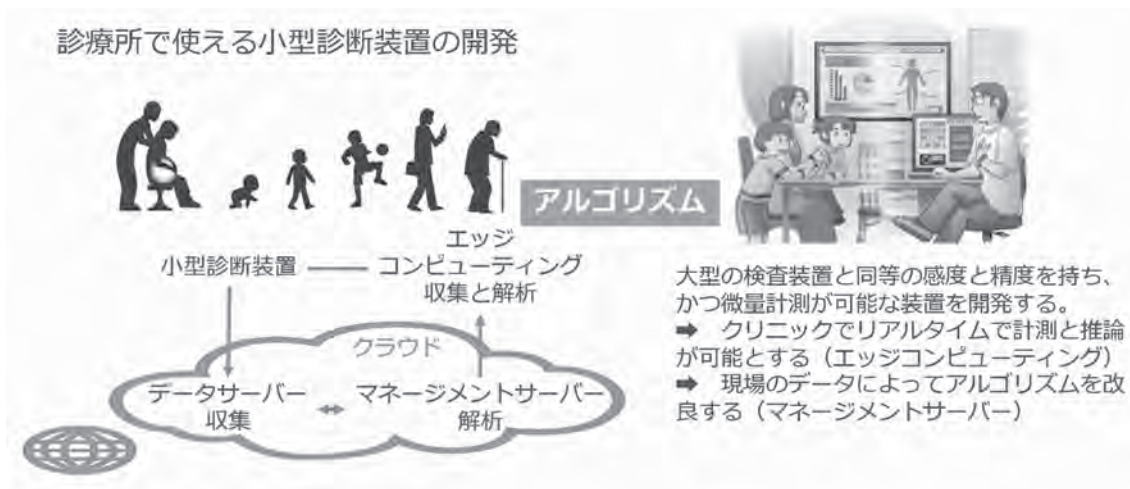 診療所で使える小型診断装置の開発
アルゴリズム
小型診断装置
エッジ
コンピューティング
収集と解析
クラウド
データサーバー
収集
マネージメントサーバー
解析
大型の検査装置と同等の感度と精度を持ち、
かつ微量計測が可能な装置を開発する。
➡ クリニックでリアルタイムで計測と推論
が可能とする（エッジコンピューティング）
➡ 現場のデータによってアルゴリズムを改
良する（マネージメントサーバー）